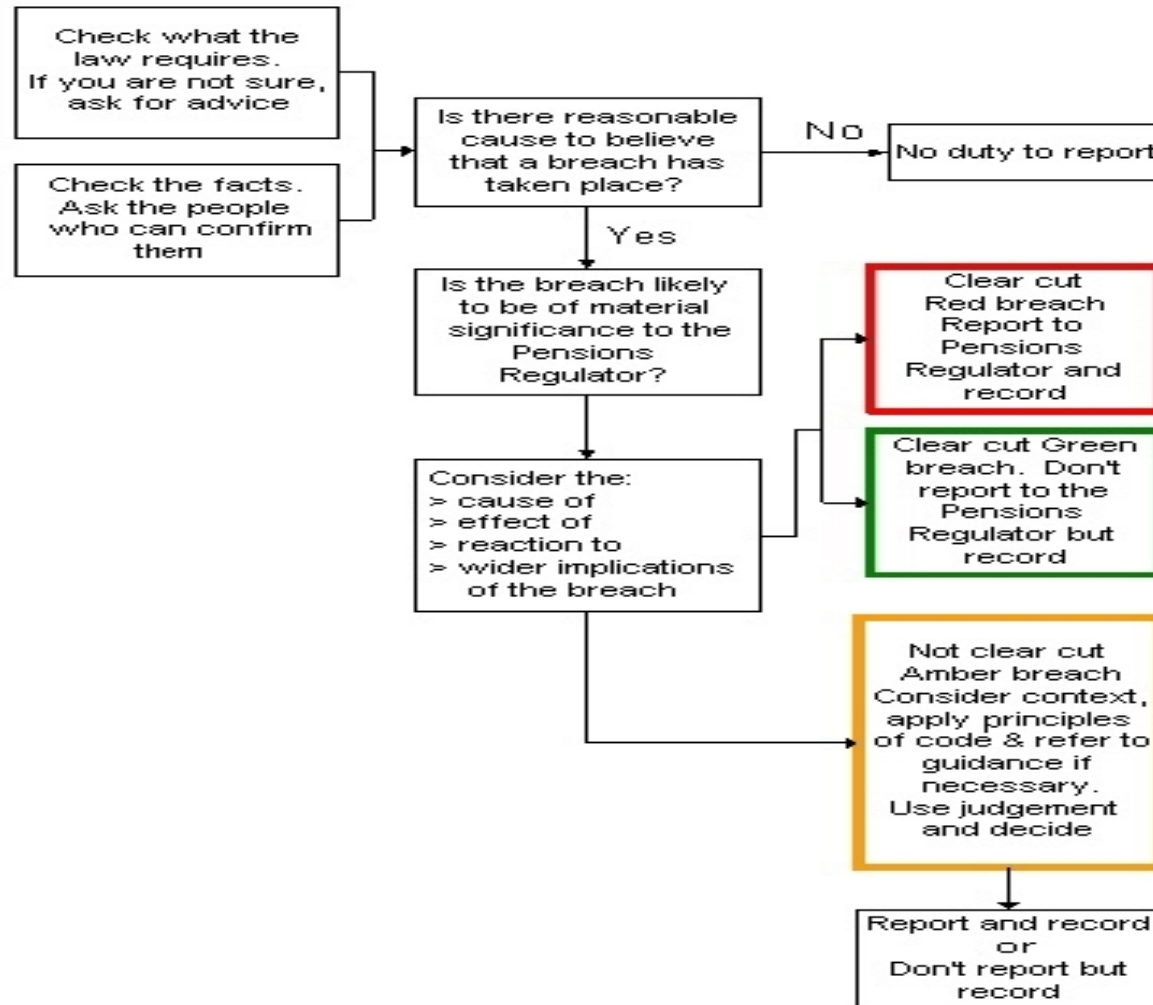 Check what the
law requires.
If you are not sure,
ask for advice
Check the facts.
Ask the people
who can confirm
them
Is there reasonable
cause to believe
that a breach has
taken place?
No
No duty to report
Yes
Is the breach likely
to be of material
significance to the
Pensions
Regulator?
Clear cut
Red breach
Report to
Pensions
Regulator and
record
Clear cut Green
breach. Don't
report to the
Pensions
Regulator but
record
Consider the:
> cause of
> effect of
> reaction to
> wider implications
of the breach
Not clear cut
Amber breach
Consider context,
apply principles
of code & refer to
guidance if
necessary.
Use judgement
and decide
Report and record
or
Don't report but
record